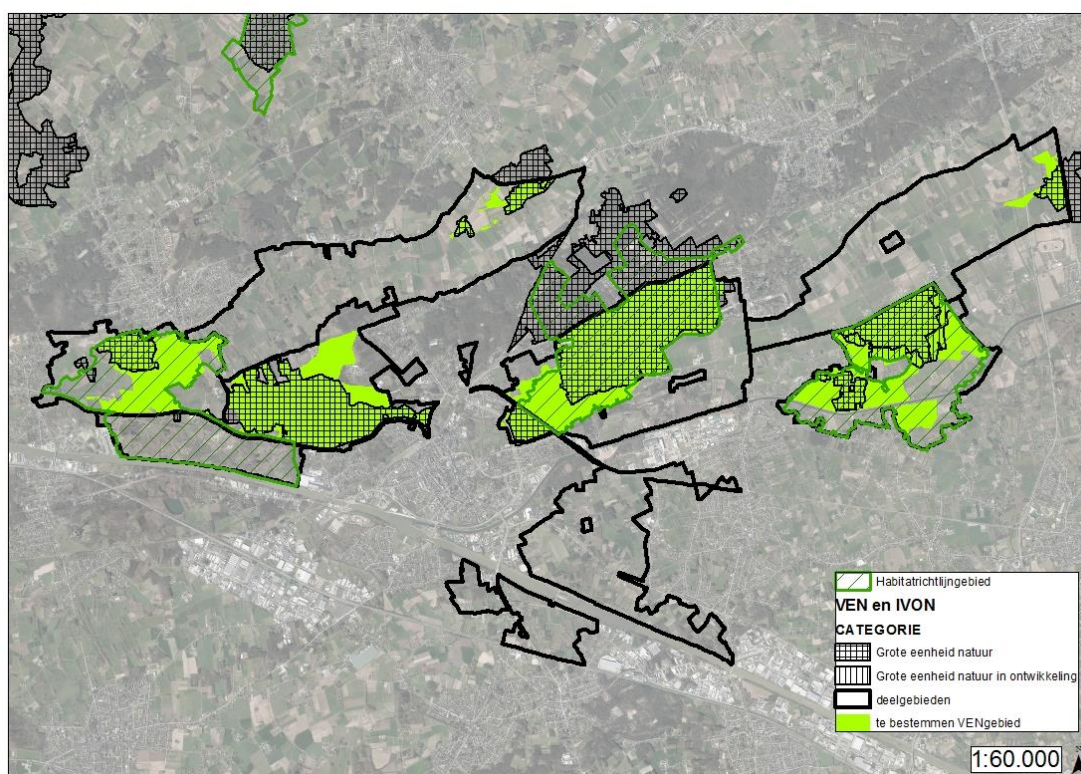 Habitatrichtlijngebied
VEN en IVON
CATEGORIE
Grote eenheid natuur
Grote eenheid natuur in ontwikkeling
deelgebieden
te bestemmen VENgebied
1:60.000